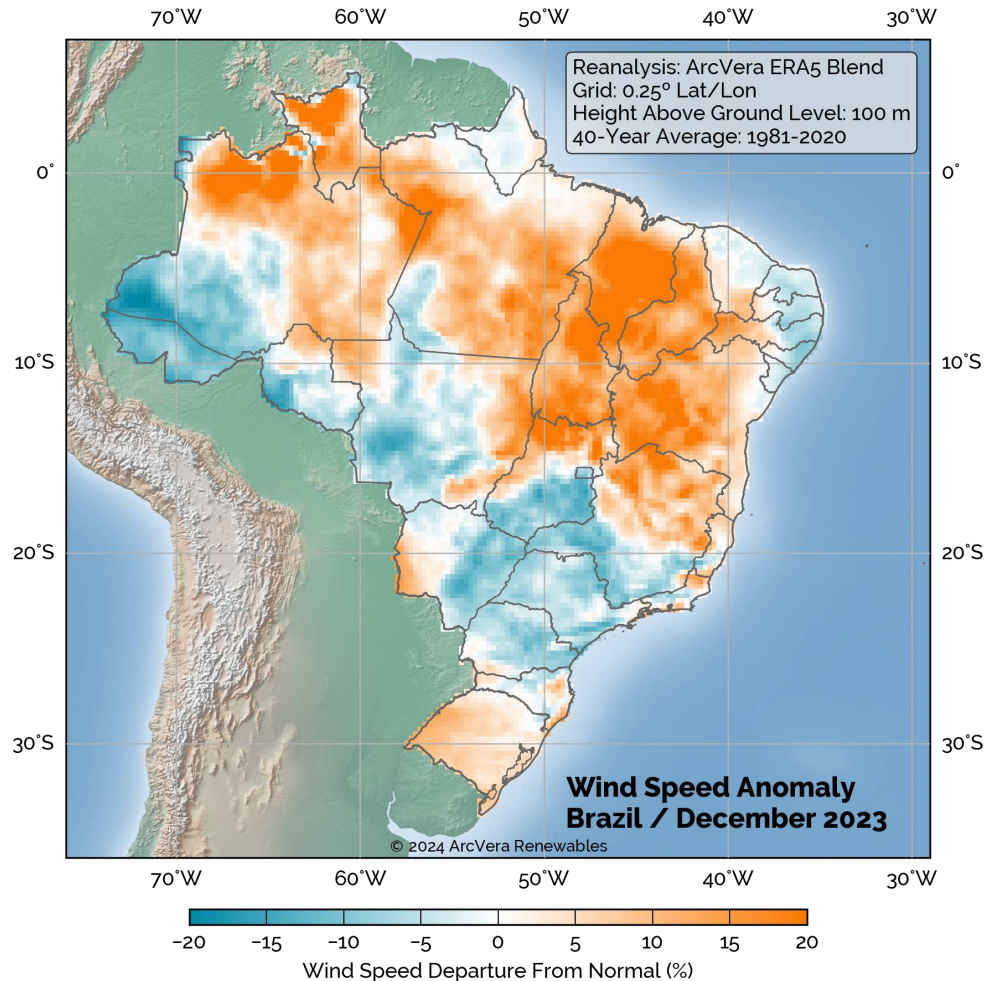 70°W 60°W 50°W 40°W 30°W
Reanalysis: ArcVera ERA5 Blend
Grid: 0.25º Lat/Lon
Height Above Ground Level: 100 m
40-Year Average: 1981-2020
0° 0°
10°S 10°S
20°S 20°S
30°S 30°S
Wind Speed Anomaly
Brazil / December 2023
© 2024 ArcVera Renewables
70°W 60°W 50°W 40°W 30°W
−20 −15 −10 −5 0 5 10 15 20
Wind Speed Departure From Normal (%)